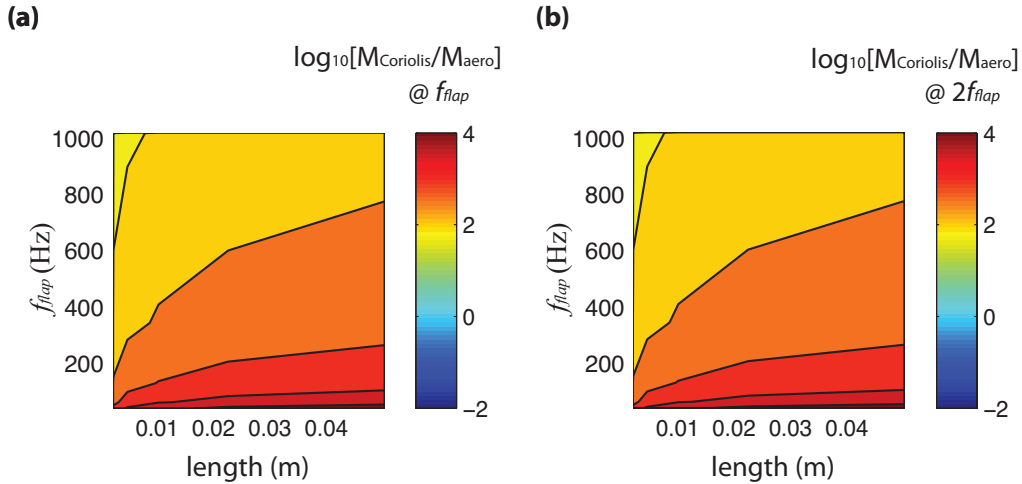 (a)
log10[MCoriolis/Maero]
@ fflap
1000
800
600
400
200
fflap (Hz)
0.01 0.02 0.03 0.04
length (m)
4
2
0
−2
(b)
log10[MCoriolis/Maero]
@ 2fflap
1000
800
600
400
200
fflap (Hz)
0.01 0.02 0.03 0.04
length (m)
4
2
0
−2